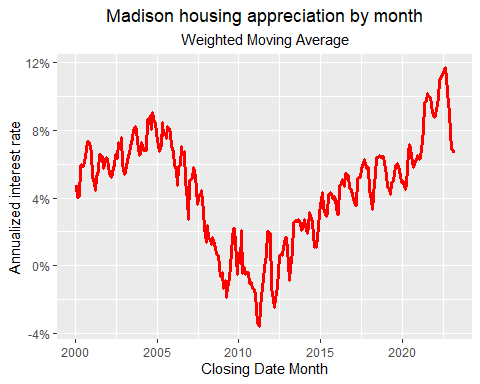 Madison housing appreciation by month
Weighted Moving Average
12%
8%
4%
0%
-4%
Annualized interest rate
2000 2005 2010 2015 2020
Closing Date Month